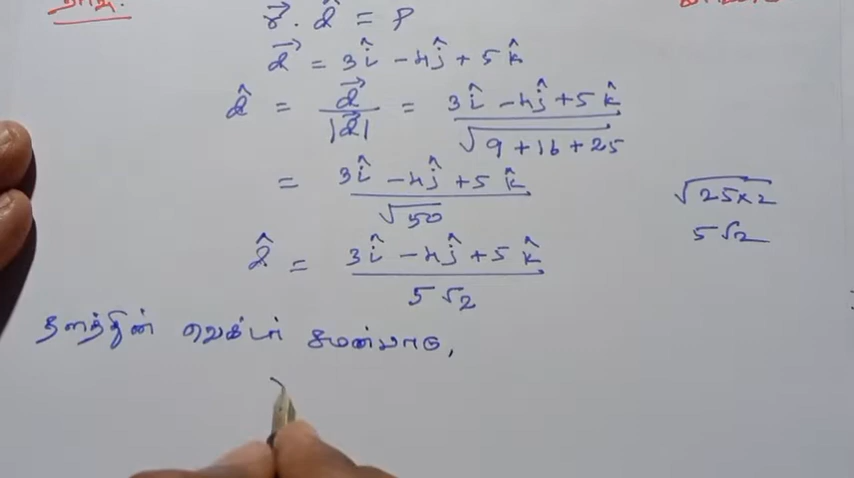 r⃗ . d̂ = P
d⃗ = 3î - 4ĵ + 5k̂
d̂ = d⃗ / |d⃗| = (3î - 4ĵ + 5k̂) / √(9 + 16 + 25)
= (3î - 4ĵ + 5k̂) / √50
√(25×2)
5√2
d̂ = (3î - 4ĵ + 5k̂) / 5√2
தளத்தின் வெக்டர் சமன்பாடு,